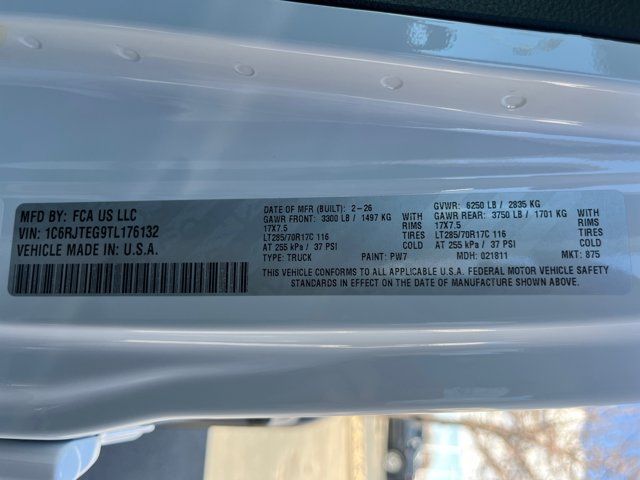 MFD BY: FCA US LLC
VIN: 1C6RJTEG9TL176132
VEHICLE MADE IN U.S.A.
DATE OF MFR (BUILT): 2-26
GAWR FRONT: 3300 LB / 1497 KG WITH
17X7.5 RIMS
LT285/70R17C 116 TIRES
AT 255 kPa / 37 PSI COLD
TYPE: TRUCK PAINT: PW7
GVWR: 6250 LB / 2835 KG
GAWR REAR: 3750 LB / 1701 KG WITH
17X7.5 RIMS
LT285/70R17C 116 TIRES
AT 255 kPa / 37 PSI COLD
MDH: 021811 MKT: 875
THIS VEHICLE CONFORMS TO ALL APPLICABLE U.S.A. FEDERAL MOTOR VEHICLE SAFETY
STANDARDS IN EFFECT ON THE DATE OF MANUFACTURE SHOWN ABOVE.